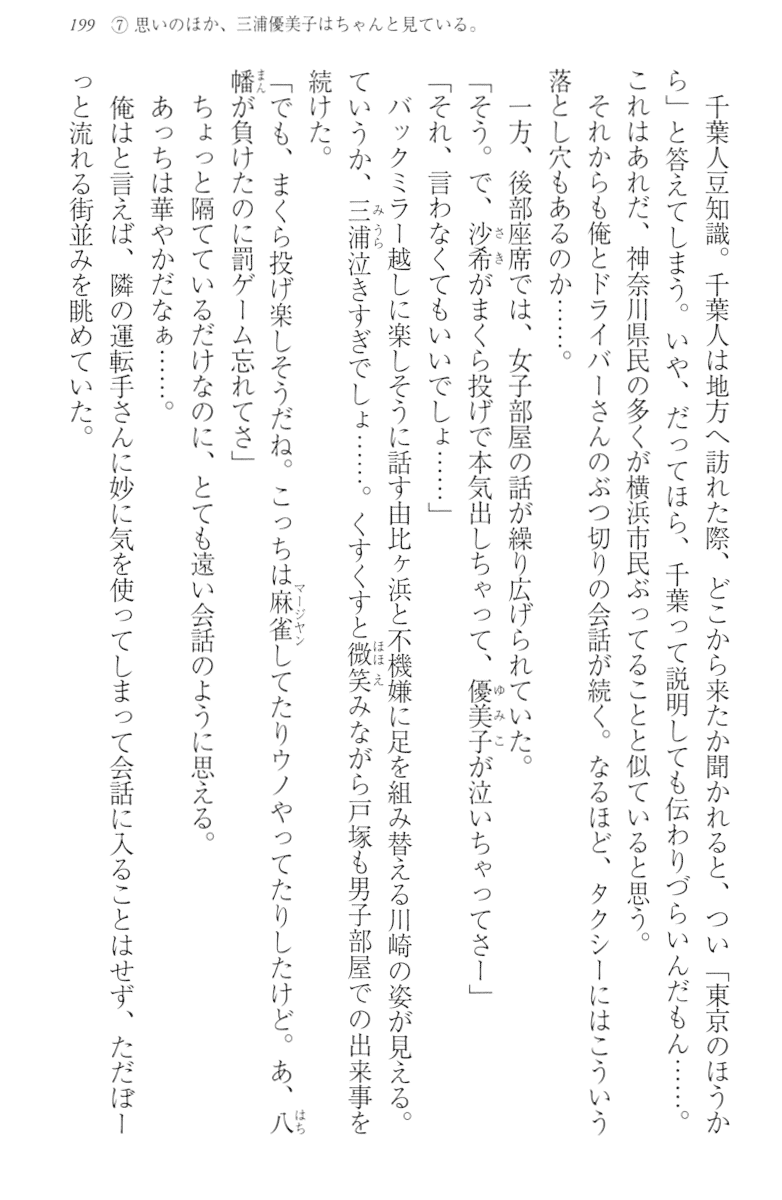 199 ⑦ 思いのほか、三浦優美子はちゃんと見ている。
千葉人豆知識。千葉人は地方へ訪れた際、どこから来たか聞かれると、つい「東京のほうか
ら」と答えてしまう。いや、だってほら、千葉って説明しても伝わりづらいんだもん……。
これはあれだ、神奈川県民の多くが横浜市民ぶってることと似ていると思う。
それからも俺とドライバーさんのぶつ切りの会話が続く。なるほど、タクシーにはこういう
落とし穴もあるのか……。
一方、後部座席では、女子部屋の話が繰り広げられていた。
「そう。で、沙希がまくら投げで本気出しちゃって、優美子が泣いちゃってさー」
「それ、言わなくてもいいでしょ……」
バックミラー越しに楽しそうに話す由比ヶ浜と不機嫌に足を組み替える川崎の姿が見える。
ていうか、三浦泣きすぎでしょ……。くすくすと微笑みながら戸塚も男子部屋での出来事を
続けた。
「でも、まくら投げ楽しそうだね。こっちは麻雀してたりウノやってたりしたけど。あ、八
幡が負けたのに罰ゲーム忘れてさ」
ちょっと隔てているだけなのに、とても遠い会話のように思える。
あっちは華やかだなぁ……。
俺はと言えば、隣の運転手さんに妙に気を使ってしまって会話に入ることはせず、ただぼー
っと流れる街並みを眺めていた。